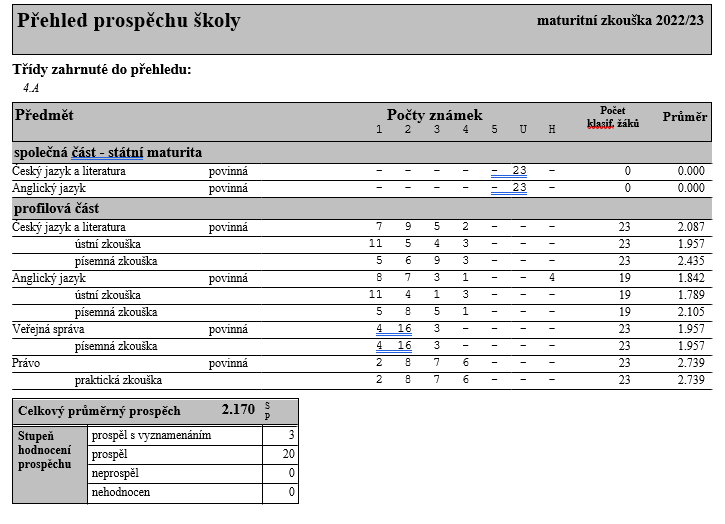 Přehled prospěchu školy maturitní zkouška 2022/23
Třídy zahrnuté do přehledu:
4.A
Předmět Počty známek Počet klasif. žáků Průměr
1 2 3 4 5 U H
společná část - státní maturita
Český jazyk a literatura povinná - - - - - 23 - 0 0.000
Anglický jazyk povinná - - - - - 23 - 0 0.000
profilová část
Český jazyk a literatura povinná 7 9 5 2 - - - 23 2.087
ústní zkouška 11 5 4 3 - - - 23 1.957
písemná zkouška 5 6 9 3 - - - 23 2.435
Anglický jazyk povinná 8 7 3 1 - - 4 19 1.842
ústní zkouška 11 4 1 3 - - - 19 1.789
písemná zkouška 5 8 5 1 - - - 19 2.105
Veřejná správa povinná 4 16 3 - - - - 23 1.957
písemná zkouška 4 16 3 - - - - 23 1.957
Právo povinná 2 8 7 6 - - - 23 2.739
praktická zkouška 2 8 7 6 - - - 23 2.739
Celkový průměrný prospěch 2.170 S P
Stupeň hodnocení prospěchu
prospěl s vyznamenáním 3
prospěl 20
neprospěl 0
nehodnocen 0